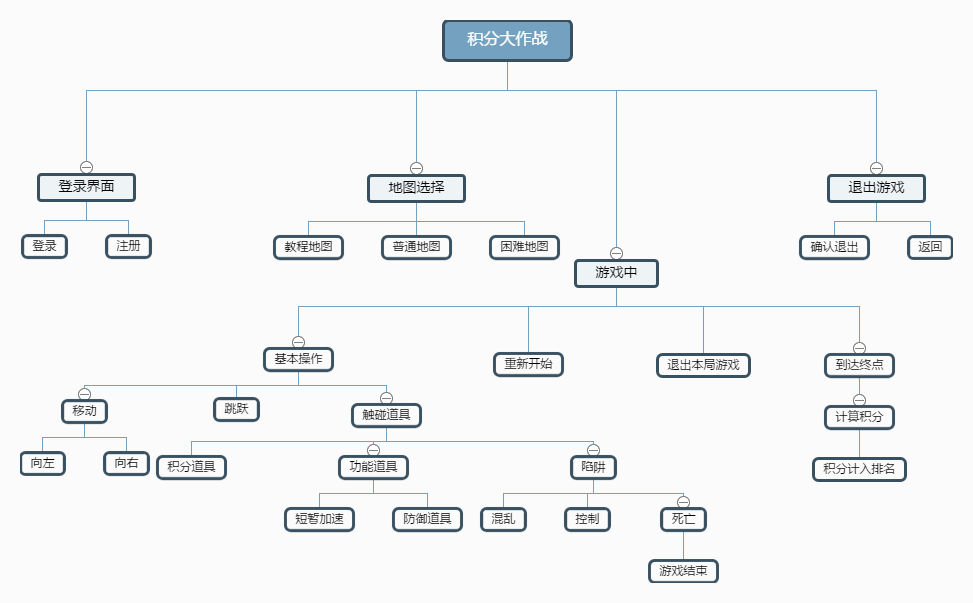 积分大作战
登录界面
地图选择
退出游戏
登录
注册
教程地图
普通地图
困难地图
确认退出
返回
游戏中
基本操作
重新开始
退出本局游戏
到达终点
移动
跳跃
触碰道具
计算积分
向左
向右
积分道具
功能道具
陷阱
积分计入排名
短暂加速
防御道具
混乱
控制
死亡
游戏结束